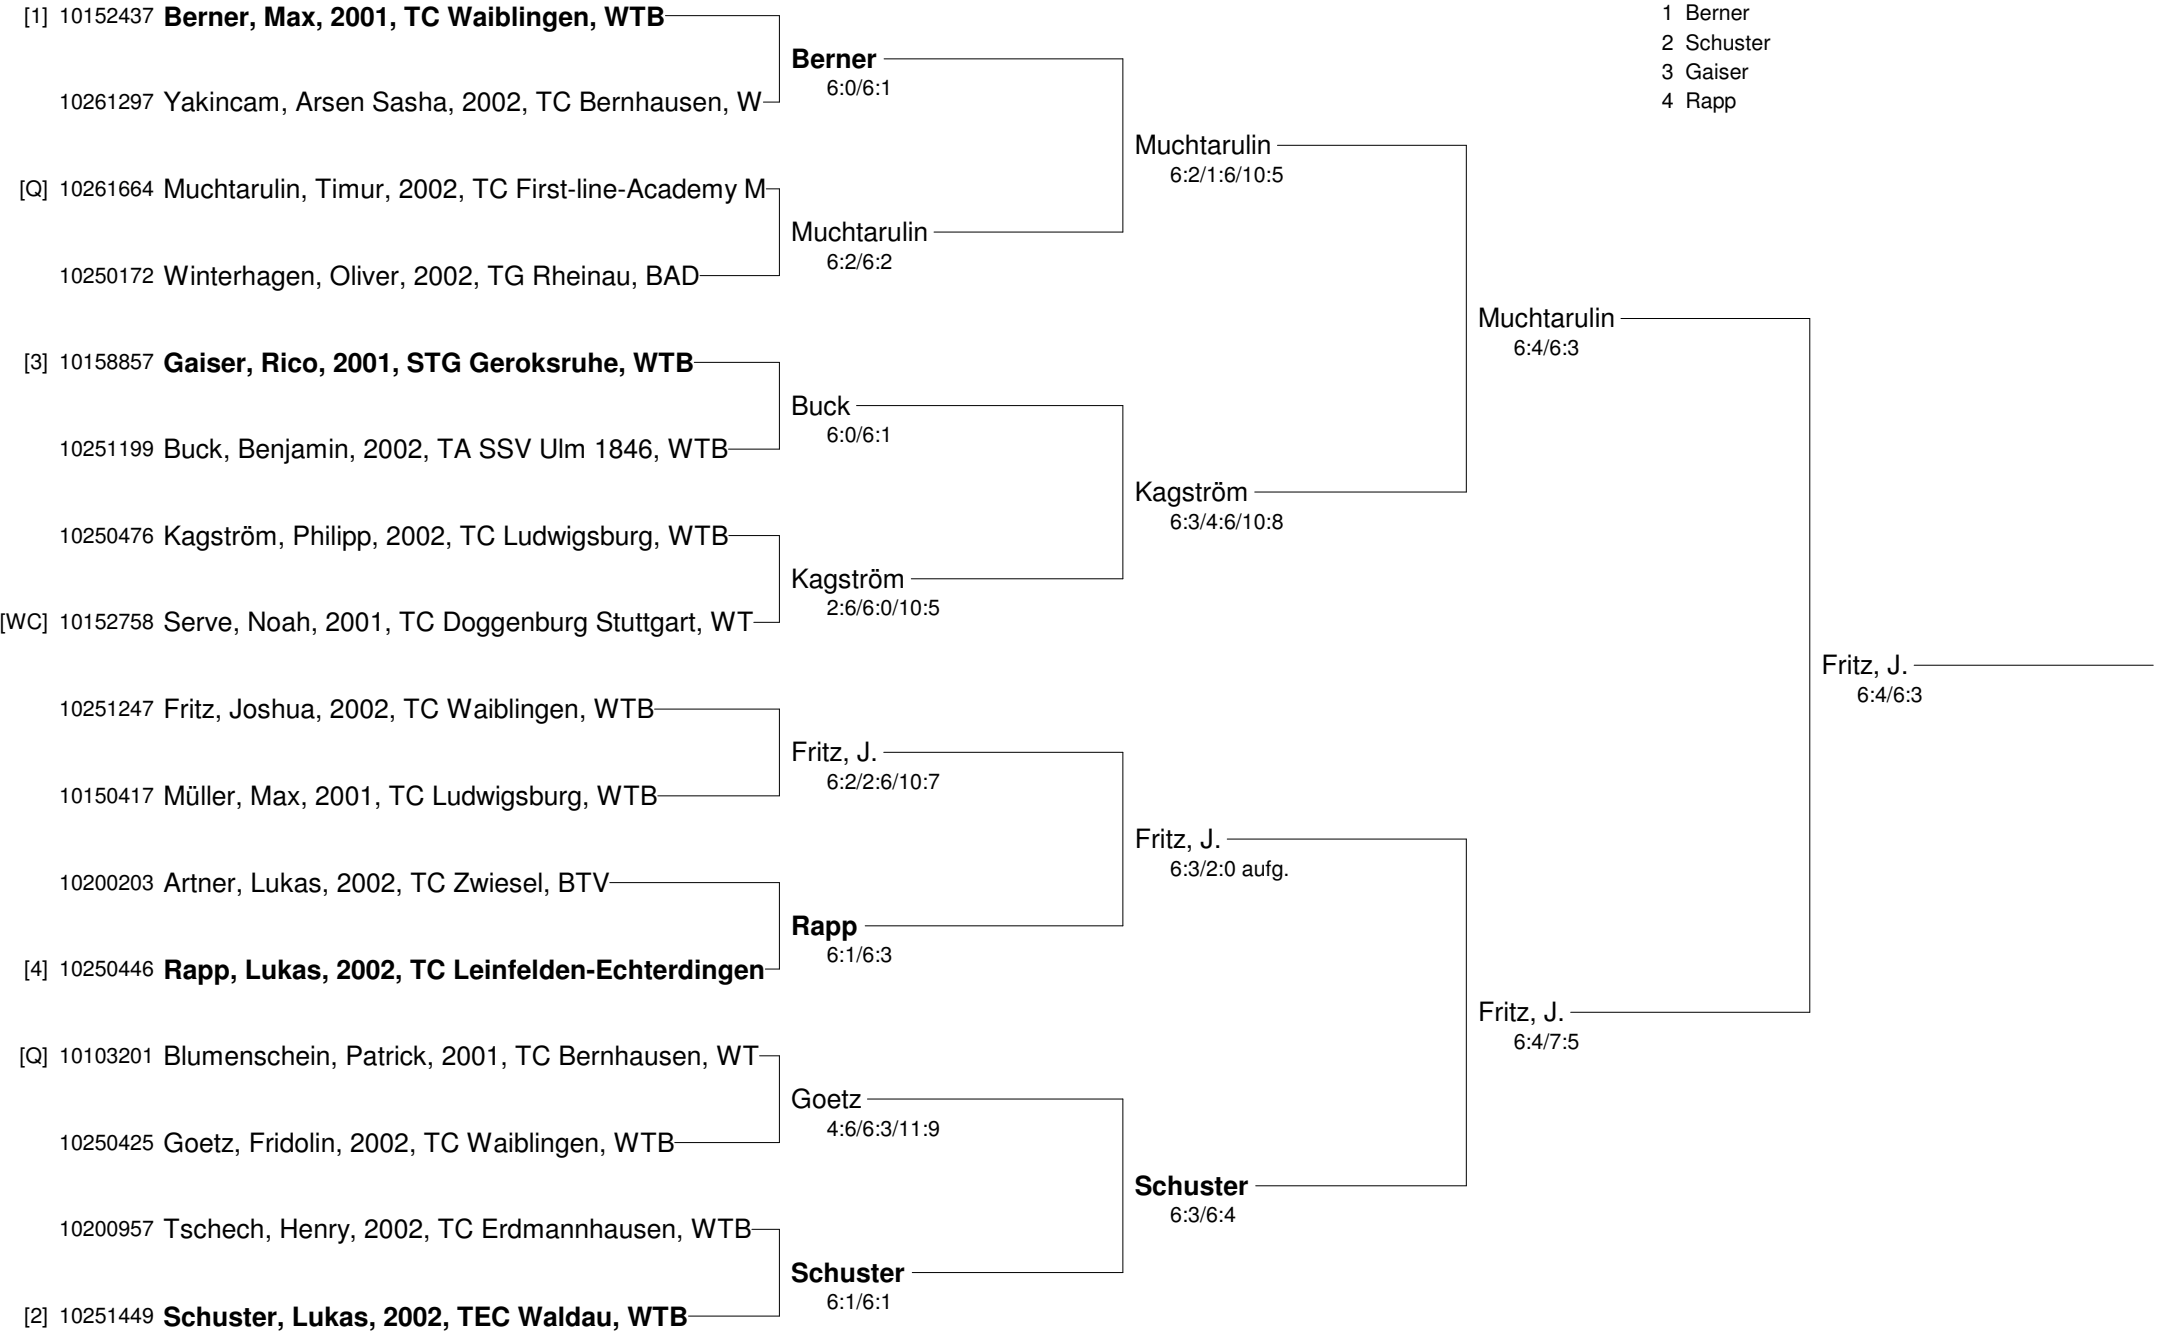 [1] 10152437 Berner, Max, 2001, TC Waiblingen, WTB
10261297 Yakincam, Arsen Sasha, 2002, TC Bernhausen, W
[Q] 10261664 Muchtarulin, Timur, 2002, TC First-line-Academy M
10250172 Winterhagen, Oliver, 2002, TG Rheinau, BAD
[3] 10158857 Gaiser, Rico, 2001, STG Geroksruhe, WTB
10251199 Buck, Benjamin, 2002, TA SSV Ulm 1846, WTB
10250476 Kagström, Philipp, 2002, TC Ludwigsburg, WTB
[WC] 10152758 Serve, Noah, 2001, TC Doggenburg Stuttgart, WT
10251247 Fritz, Joshua, 2002, TC Waiblingen, WTB
10150417 Müller, Max, 2001, TC Ludwigsburg, WTB
10200203 Artner, Lukas, 2002, TC Zwiesel, BTV
[4] 10250446 Rapp, Lukas, 2002, TC Leinfelden-Echterdingen
[Q] 10103201 Blumenschein, Patrick, 2001, TC Bernhausen, WT
10250425 Goetz, Fridolin, 2002, TC Waiblingen, WTB
10200957 Tschech, Henry, 2002, TC Erdmannhausen, WTB
[2] 10251449 Schuster, Lukas, 2002, TEC Waldau, WTB
Berner
6:0/6:1
Muchtarulin
6:2/6:2
Buck
6:0/6:1
Kagström
2:6/6:0/10:5
Fritz, J.
6:2/2:6/10:7
Rapp
6:1/6:3
Goetz
4:6/6:3/11:9
Schuster
6:1/6:1
Muchtarulin
6:2/1:6/10:5
Kagström
6:3/4:6/10:8
Fritz, J.
6:3/2:0 aufg.
Schuster
6:3/6:4
Muchtarulin
6:4/6:3
Fritz, J.
6:4/7:5
Fritz, J.
6:4/6:3
1 Berner
2 Schuster
3 Gaiser
4 Rapp